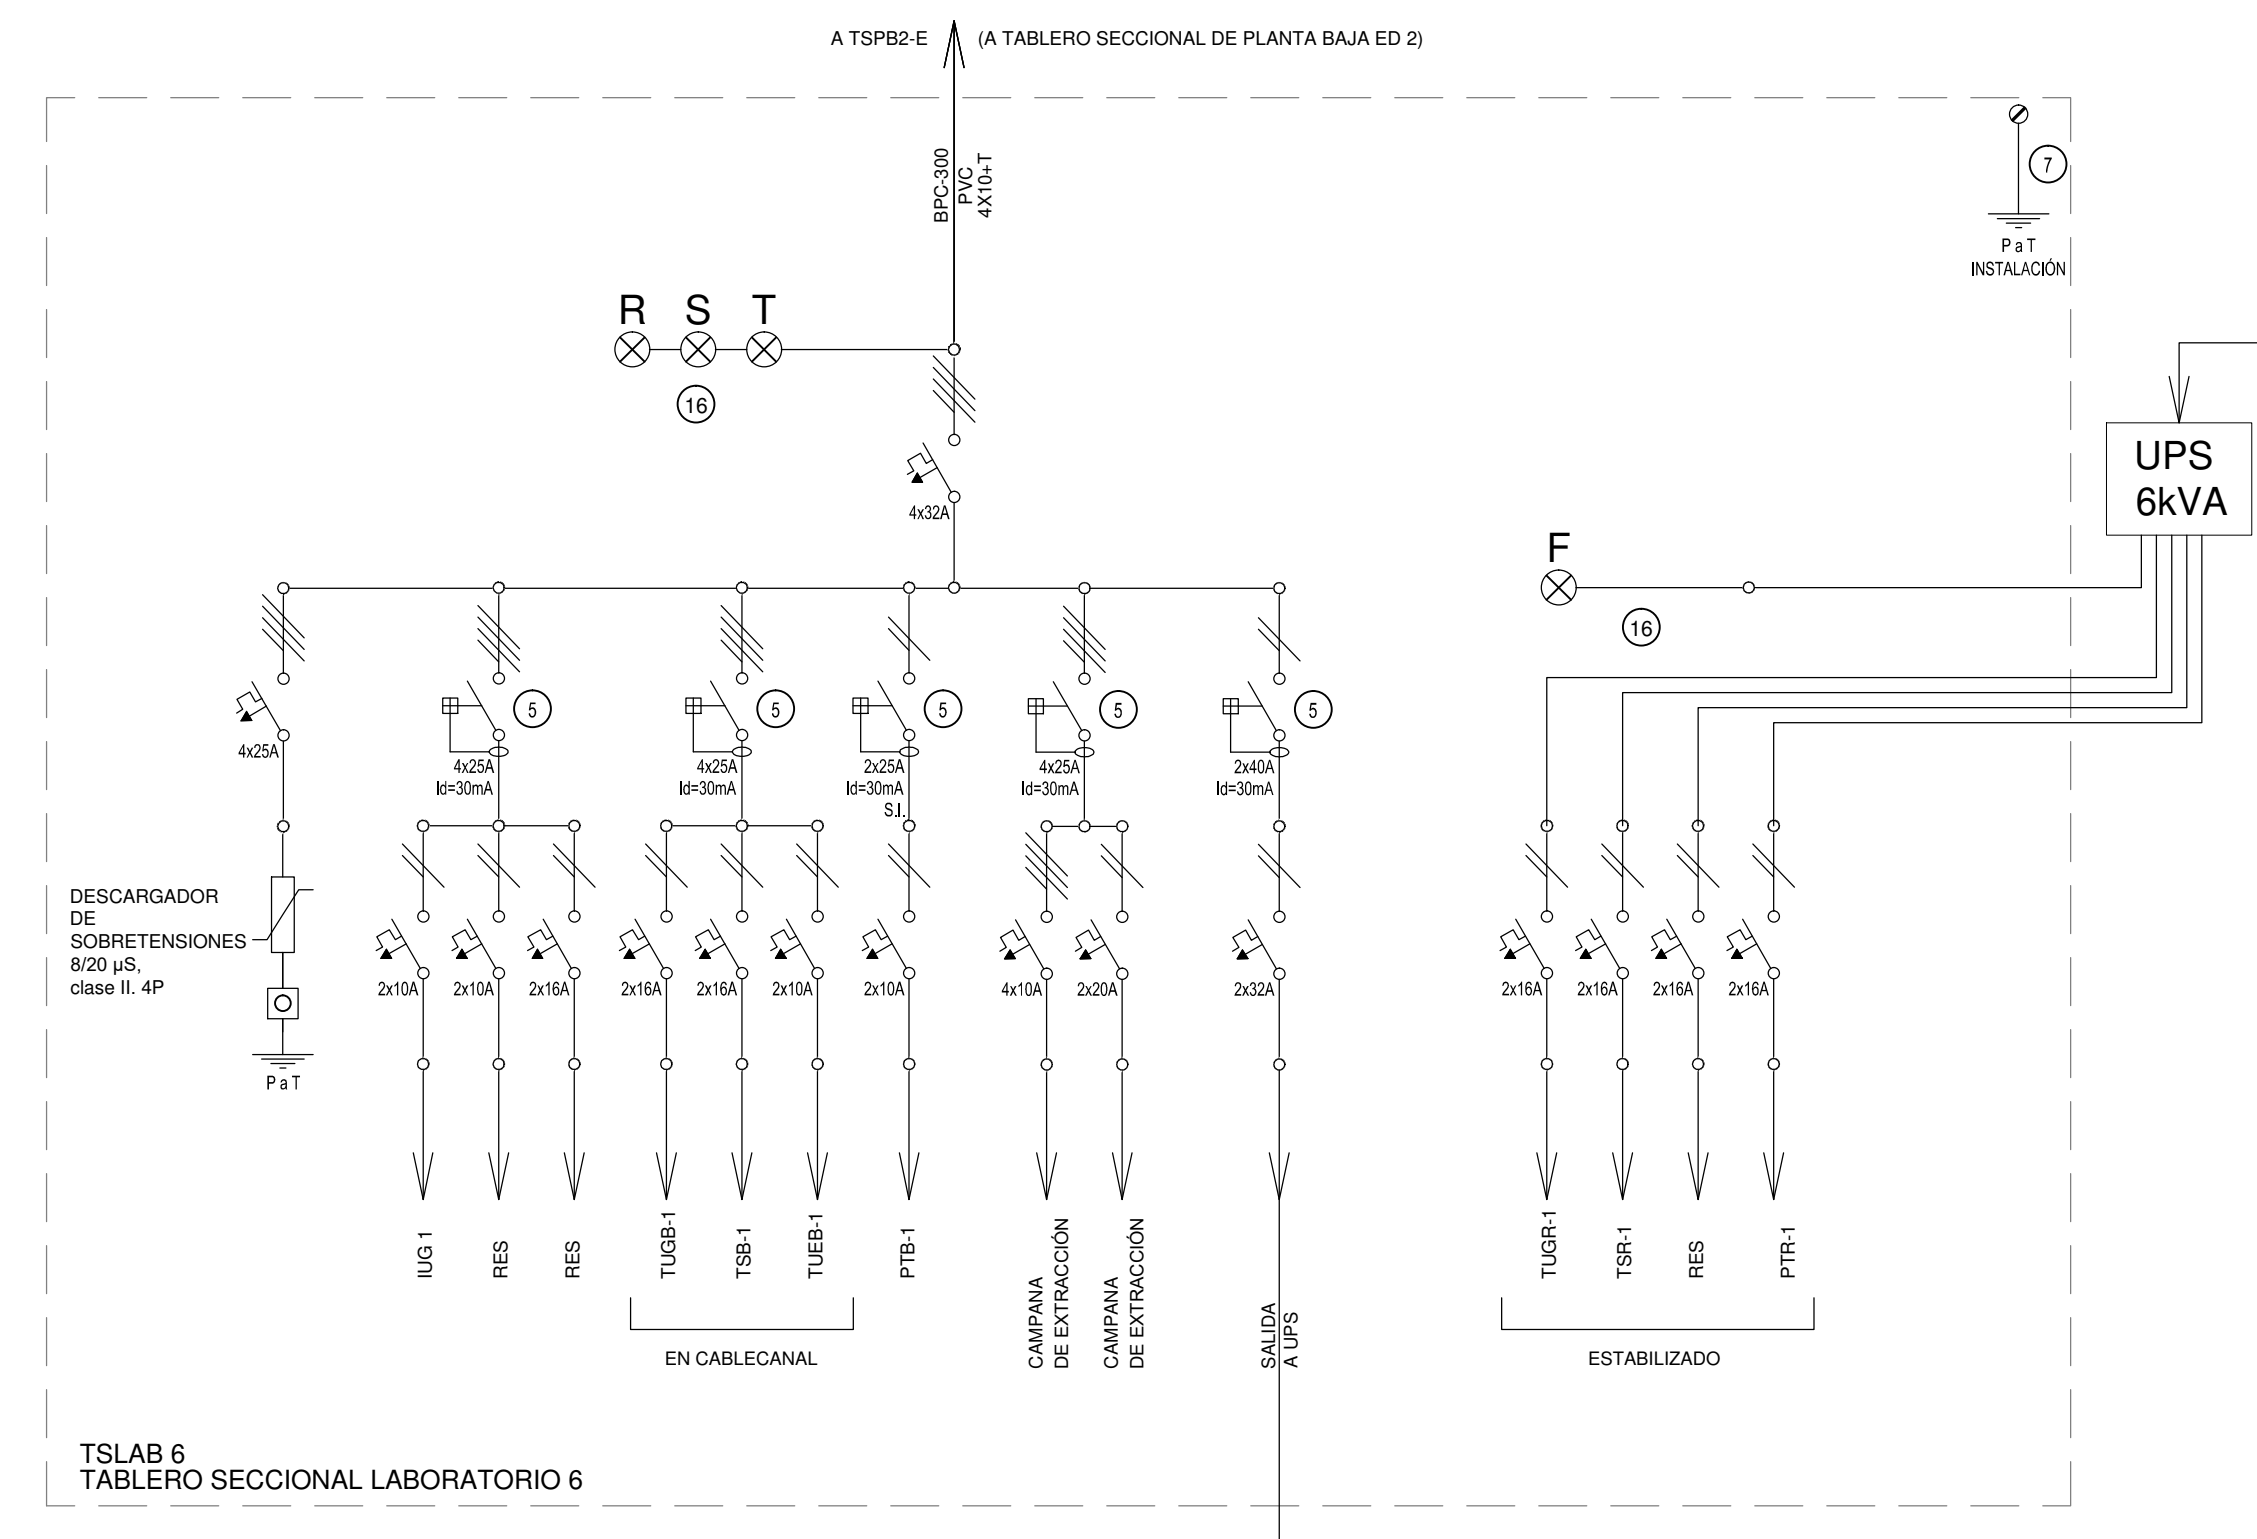 A TSPB2-E
(A TABLERO SECCIONAL DE PLANTA BAJA ED 2)
BPC-300
PVC
4X10+T
7
P a T
INSTALACIÓN
R S T
16
4x32A
UPS
6kVA
F
16
4x25A
5
4x25A
Id=30mA
5
4x25A
Id=30mA
5
2x25A
Id=30mA
S.I.
5
4x25A
Id=30mA
5
2x40A
Id=30mA
DESCARGADOR
DE
SOBRETENSIONES
8/20 µS,
clase II. 4P
P a T
2x10A
2x10A
2x16A
2x16A
2x16A
2x10A
2x10A
4x10A
2x20A
2x32A
2x16A
2x16A
2x16A
2x16A
IUG 1
RES
RES
TUGB-1
TSB-1
TUEB-1
PTB-1
CAMPANA
DE EXTRACCIÓN
CAMPANA
DE EXTRACCIÓN
SALIDA
A UPS
TUGR-1
TSR-1
RES
PTR-1
EN CABLECANAL
ESTABILIZADO
TSLAB 6
TABLERO SECCIONAL LABORATORIO 6